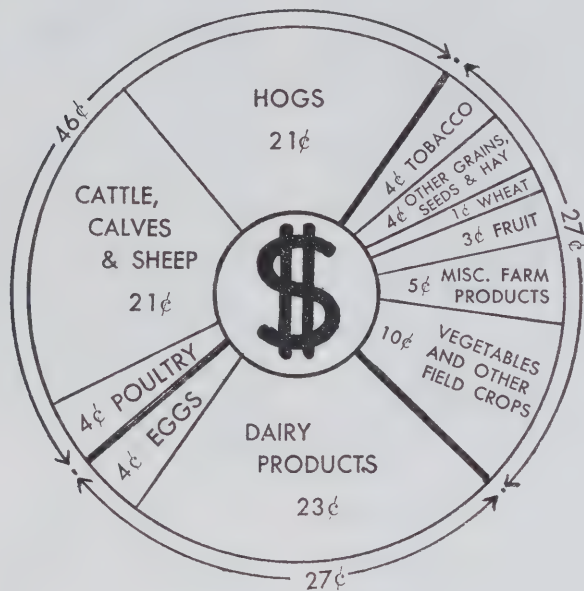 46¢
HOGS
21¢
CATTLE,
CALVES
& SHEEP
21¢
4¢ POULTRY
4¢ EGGS
DAIRY
PRODUCTS
23¢
27¢
4¢ TOBACCO
4¢ OTHER GRAINS,
SEEDS & HAY
1¢ WHEAT
3¢ FRUIT
5¢ MISC. FARM
PRODUCTS
10¢ VEGETABLES
AND OTHER
FIELD CROPS
27¢
$